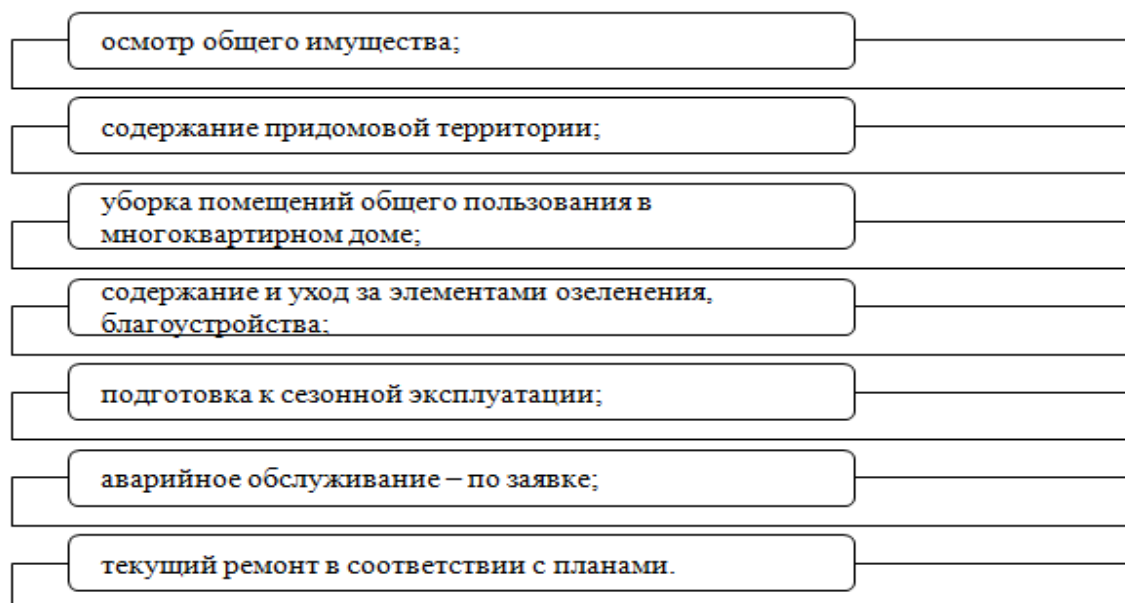 осмотр общего имущества;
содержание придомовой территории;
уборка помещений общего пользования в
многоквартирном доме;
содержание и уход за элементами озеленения,
благоустройства;
подготовка к сезонной эксплуатации;
аварийное обслуживание – по заявке;
текущий ремонт в соответствии с планами.